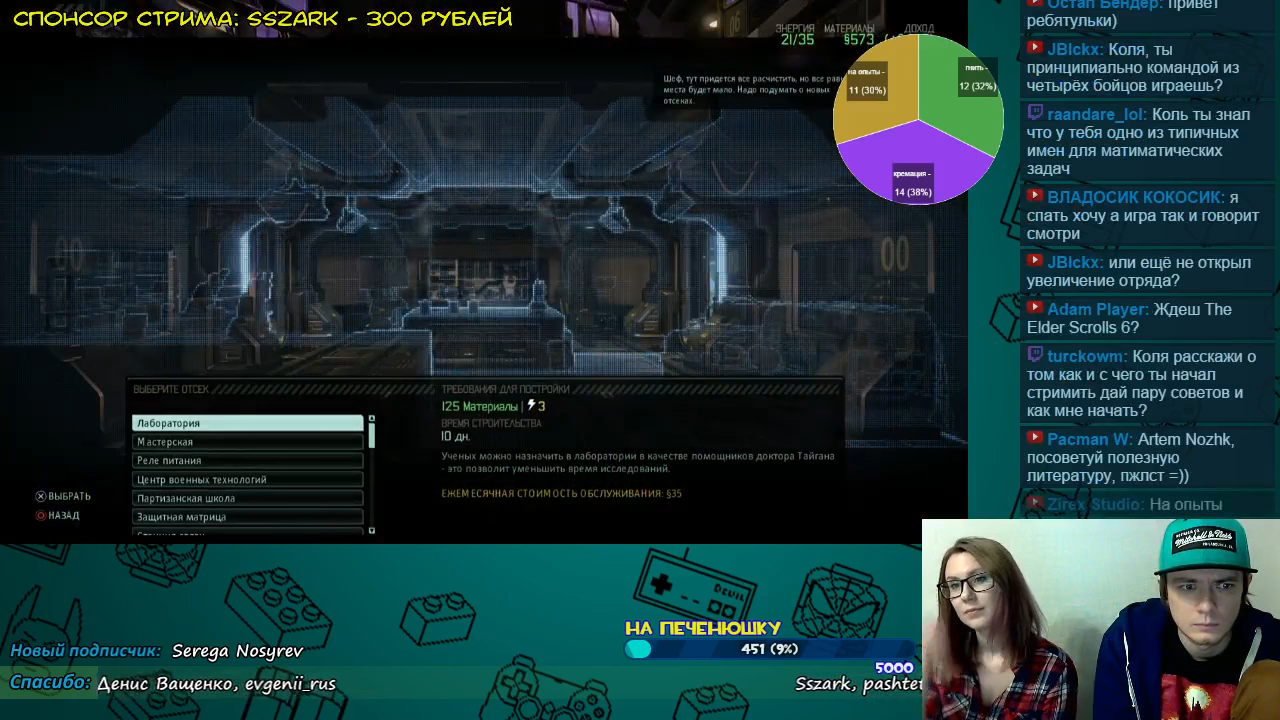 СПОНСОР СТРИМА: SSZARK - 300 РУБЛЕЙ
ЭНЕРГИЯ МАТЕРИАЛЫ ДОХОД
21/35 §573
Шеф, тут придется все расчистить, но все рав
места будет мало. Надо подумать о новых
отсеках.
на опыты -
11 (30%)
гнить -
12 (32%)
кремация -
14 (38%)
00
ВЫБЕРИТЕ ОТСЕК
Лаборатория
Мастерская
Реле питания
Центр военных технологий
Партизанская школа
Защитная матрица
ВЫБРАТЬ
НАЗАД
ТРЕБОВАНИЯ ДЛЯ ПОСТРОЙКИ
125 Материалы | 3
ВРЕМЯ СТРОИТЕЛЬСТВА
10 дн.
Ученых можно назначить в лаборатории в качестве помощников доктора Тайгана
- это позволит уменьшить время исследований.
ЕЖЕМЕСЯЧНАЯ СТОИМОСТЬ ОБСЛУЖИВАНИЯ: §35
Остап Бендер: привет
ребятульки)
JBlckx: Коля, ты
принципиально командой из
четырёх бойцов играешь?
raandare_lol: Коль ты знал
что у тебя одно из типичных
имен для матиматических
задач
ВЛАДОСИК КОКОСИК: я
спать хочу а игра так и говорит
смотри
JBlckx: или ещё не открыл
увеличение отряда?
Adam Player: Ждеш The
Elder Scrolls 6?
turckowm: Коля расскажи о
том как и с чего ты начал
стримить дай пару советов и
как мне начать?
Pacman W: Artem Nozhk,
посоветуй полезную
литературу, пжлст =))
Zirex Studio: На опыты
Mitchell & Ness
Devil
НА ПЕЧЕНЮШКУ
451 (9%)
5000
Новый подписчик: Serega Nosyrev
Спасибо: Денис Ващенко, evgenii_rus
Sszark, pashtet